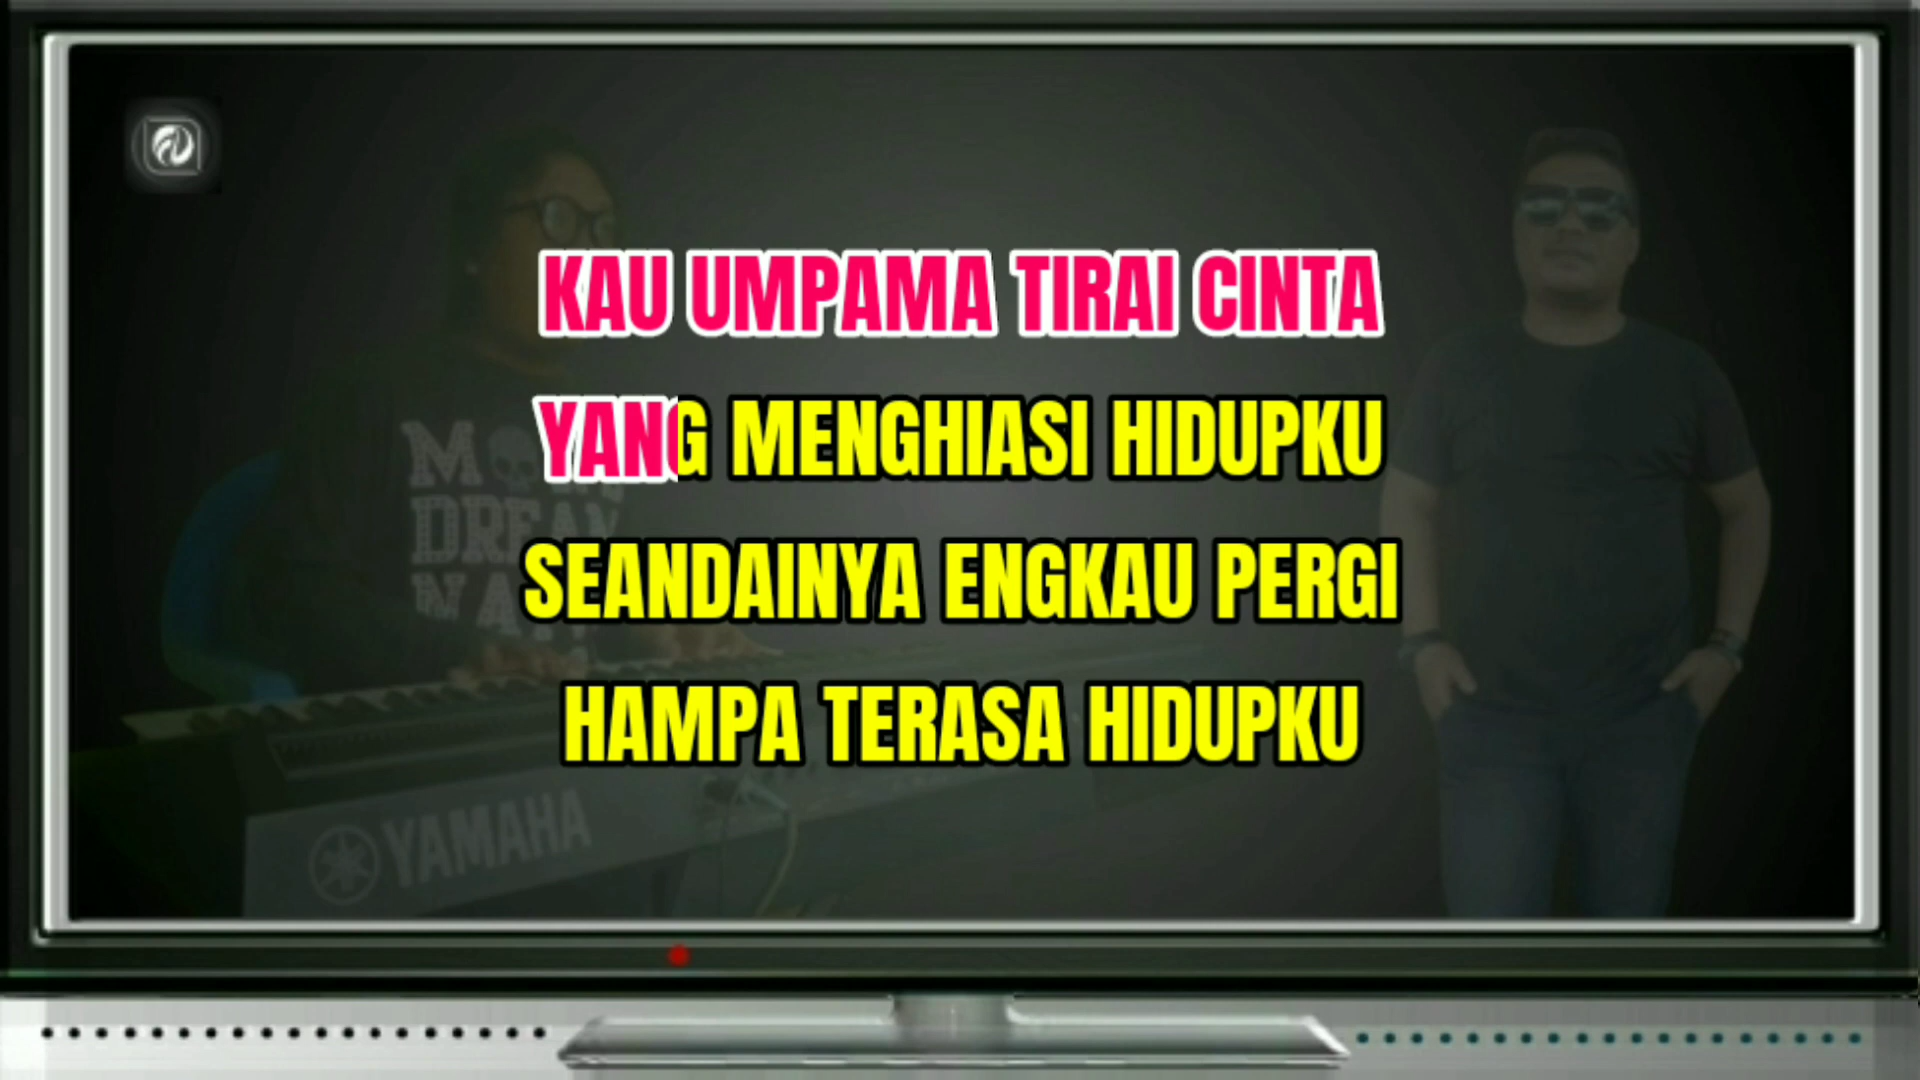 KAU UMPAMA TIRAI CINTA
YANG MENGHIASI HIDUPKU
SEANDAINYA ENGKAU PERGI
HAMPA TERASA HIDUPKU
YAMAHA